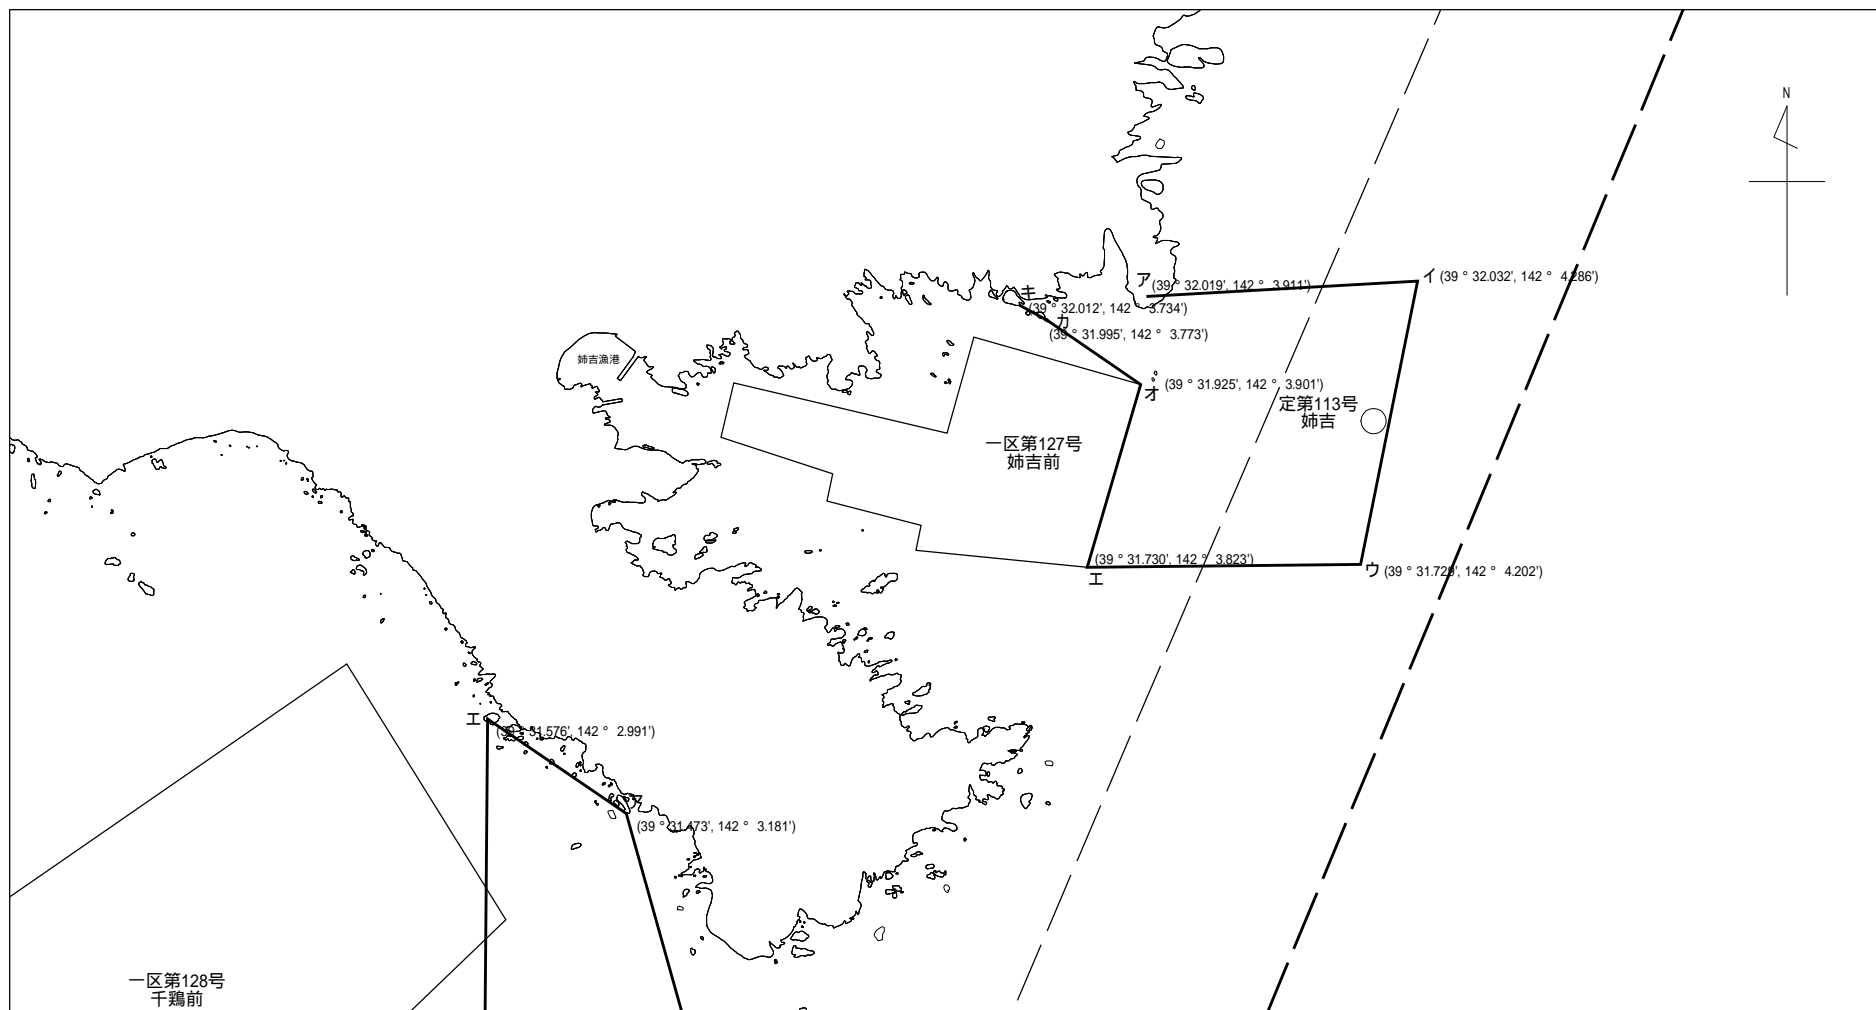 N
ア
(39 ° 32.019', 142 ° 3.911')
イ (39 ° 32.032', 142 ° 4.286')
キ
(39 ° 32.012', 142 ° 3.734')
カ
(39 ° 31.995', 142 ° 3.773')
姉吉漁港
(39 ° 31.925', 142 ° 3.901')
オ
定第113号
姉吉
一区第127号
姉吉前
(39 ° 31.730', 142 ° 3.823')
エ
ウ (39 ° 31.729', 142 ° 4.202')
エ
(39 ° 31.576', 142 ° 2.991')
(39 ° 31.473', 142 ° 3.181')
一区第128号
千鶏前